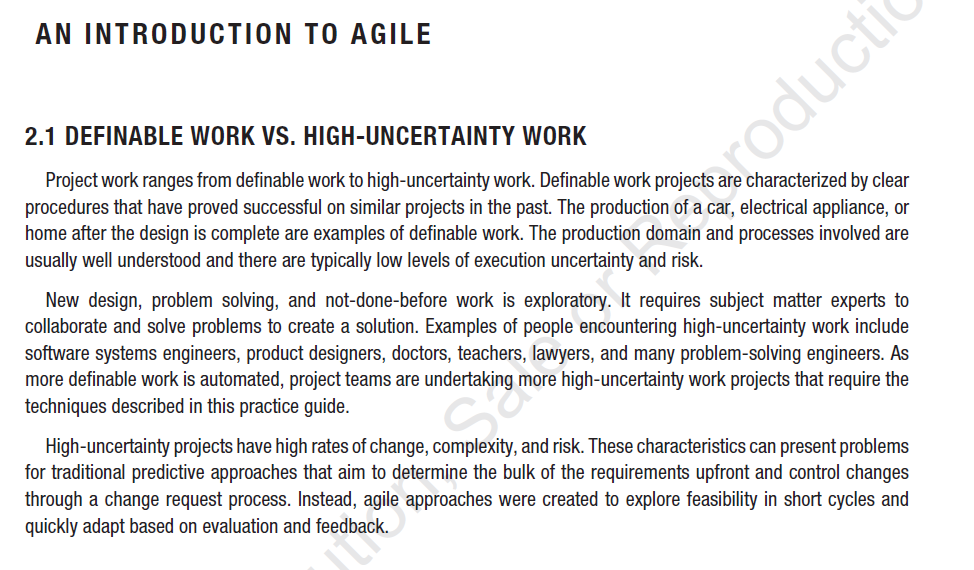 AN INTRODUCTION TO AGILE
2.1 DEFINABLE WORK VS. HIGH-UNCERTAINTY WORK
Project work ranges from definable work to high-uncertainty work. Definable work projects are characterized by clear
procedures that have proved successful on similar projects in the past. The production of a car, electrical appliance, or
home after the design is complete are examples of definable work. The production domain and processes involved are
usually well understood and there are typically low levels of execution uncertainty and risk.
New design, problem solving, and not-done-before work is exploratory. It requires subject matter experts to
collaborate and solve problems to create a solution. Examples of people encountering high-uncertainty work include
software systems engineers, product designers, doctors, teachers, lawyers, and many problem-solving engineers. As
more definable work is automated, project teams are undertaking more high-uncertainty work projects that require the
techniques described in this practice guide.
High-uncertainty projects have high rates of change, complexity, and risk. These characteristics can present problems
for traditional predictive approaches that aim to determine the bulk of the requirements upfront and control changes
through a change request process. Instead, agile approaches were created to explore feasibility in short cycles and
quickly adapt based on evaluation and feedback.
ution, Sale or Reproductio